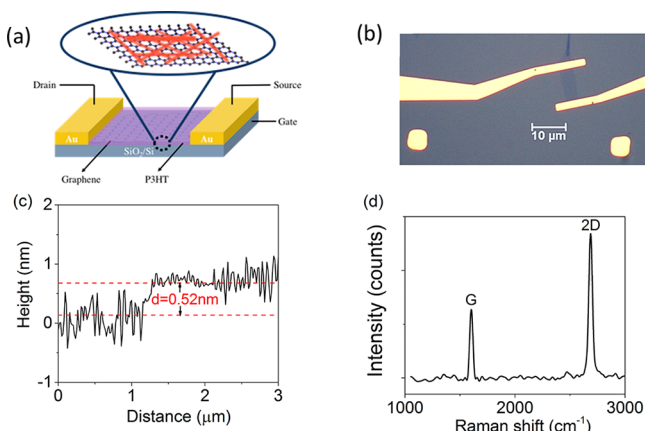 (a)
Drain
Source
Gate
Au
Au
SiO2/Si
Graphene
P3HT
(b)
10 μm
(c)
Height (nm)
2
1
0
-1
d=0.52nm
0
1
2
3
Distance (μm)
(d)
Intensity (counts)
G
2D
1000
2000
3000
Raman shift (cm⁻¹)